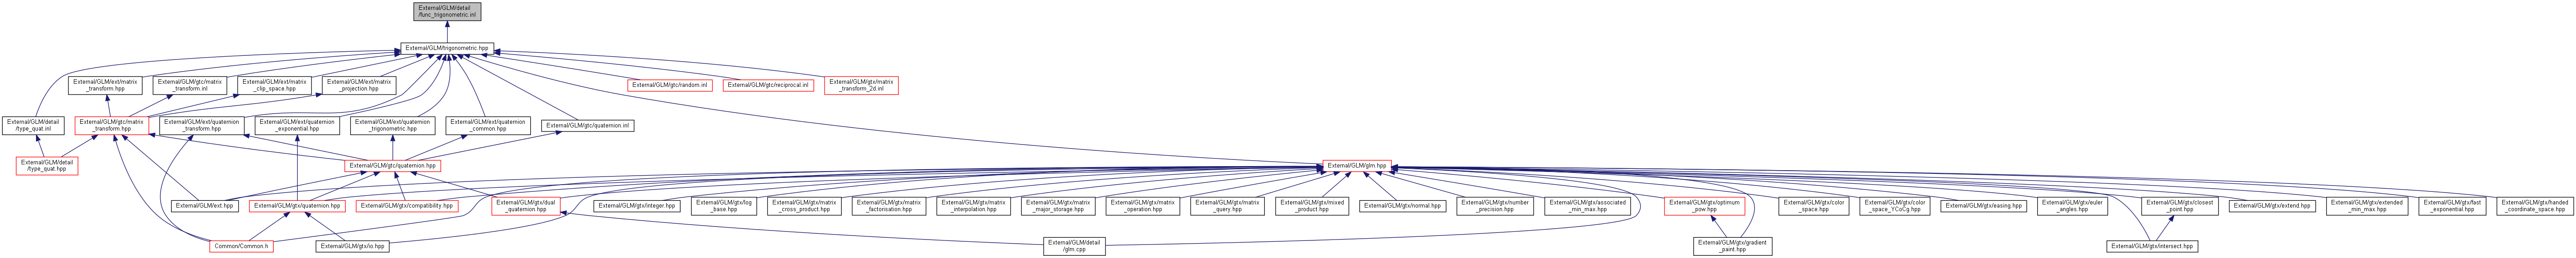 External/GLM/detail
/func_trigonometric.inl
External/GLM/trigonometric.hpp
External/GLM/ext/matrix
_transform.hpp
External/GLM/gtc/matrix
_transform.inl
External/GLM/ext/matrix
_clip_space.hpp
External/GLM/ext/matrix
_projection.hpp
External/GLM/gtc/random.inl
External/GLM/gtc/reciprocal.inl
External/GLM/gtx/matrix
_transform_2d.inl
External/GLM/detail
/type_quat.inl
External/GLM/gtc/matrix
_transform.hpp
External/GLM/ext/quaternion
_transform.hpp
External/GLM/ext/quaternion
_exponential.hpp
External/GLM/ext/quaternion
_trigonometric.hpp
External/GLM/ext/quaternion
_common.hpp
External/GLM/gtc/quaternion.inl
External/GLM/detail
/type_quat.hpp
External/GLM/gtc/quaternion.hpp
External/GLM/glm.hpp
External/GLM/ext.hpp
External/GLM/gtx/quaternion.hpp
External/GLM/gtx/compatibility.hpp
External/GLM/gtx/dual
_quaternion.hpp
External/GLM/gtx/integer.hpp
External/GLM/gtx/log
_base.hpp
External/GLM/gtx/matrix
_cross_product.hpp
External/GLM/gtx/matrix
_factorisation.hpp
External/GLM/gtx/matrix
_interpolation.hpp
External/GLM/gtx/matrix
_major_storage.hpp
External/GLM/gtx/matrix
_operation.hpp
External/GLM/gtx/matrix
_query.hpp
External/GLM/gtx/mixed
_product.hpp
External/GLM/gtx/normal.hpp
External/GLM/gtx/number
_precision.hpp
External/GLM/gtx/associated
_min_max.hpp
External/GLM/gtx/optimum
_pow.hpp
External/GLM/gtx/color
_space.hpp
External/GLM/gtx/color
_space_YCoCg.hpp
External/GLM/gtx/easing.hpp
External/GLM/gtx/euler
_angles.hpp
External/GLM/gtx/closest
_point.hpp
External/GLM/gtx/extend.hpp
External/GLM/gtx/extended
_min_max.hpp
External/GLM/gtx/fast
_exponential.hpp
External/GLM/gtx/handed
_coordinate_space.hpp
Common/Common.h
External/GLM/gtx/io.hpp
External/GLM/detail
/glm.cpp
External/GLM/gtx/gradient
_paint.hpp
External/GLM/gtx/intersect.hpp